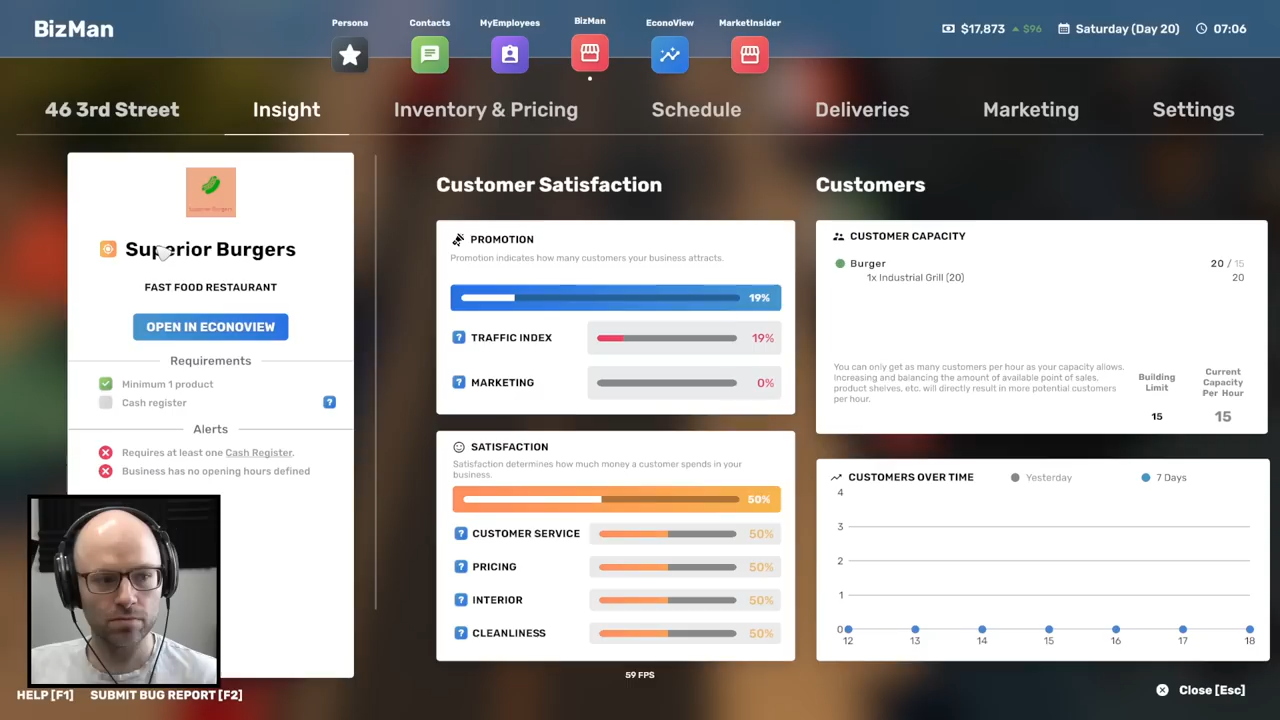 BizMan
Persona
Contacts
MyEmployees
BizMan
EconoView
MarketInsider
$17,873 ▲ $96
Saturday (Day 20)
07:06
46 3rd Street
Insight
Inventory & Pricing
Schedule
Deliveries
Marketing
Settings
Superior Burgers
Superior Burgers
FAST FOOD RESTAURANT
OPEN IN ECONOVIEW
Requirements
Minimum 1 product
Cash register
?
Alerts
Requires at least one Cash Register.
Business has no opening hours defined
Customer Satisfaction
PROMOTION
Promotion indicates how many customers your business attracts.
19%
? TRAFFIC INDEX 19%
? MARKETING 0%
SATISFACTION
Satisfaction determines how much money a customer spends in your
business.
50%
? CUSTOMER SERVICE 50%
? PRICING 50%
? INTERIOR 50%
? CLEANLINESS 50%
Customers
CUSTOMER CAPACITY
Burger 20 / 15
1x Industrial Grill (20) 20
You can only get as many customers per hour as your capacity allows.
Increasing and balancing the amount of available point of sales,
product shelves, etc. will directly result in more potential customers
per hour.
Building
Limit
15
Current
Capacity
Per Hour
15
CUSTOMERS OVER TIME
Yesterday
7 Days
4
3
2
1
0
12 13 14 15 16 17 18
59 FPS
HELP [F1]
SUBMIT BUG REPORT [F2]
Close [Esc]